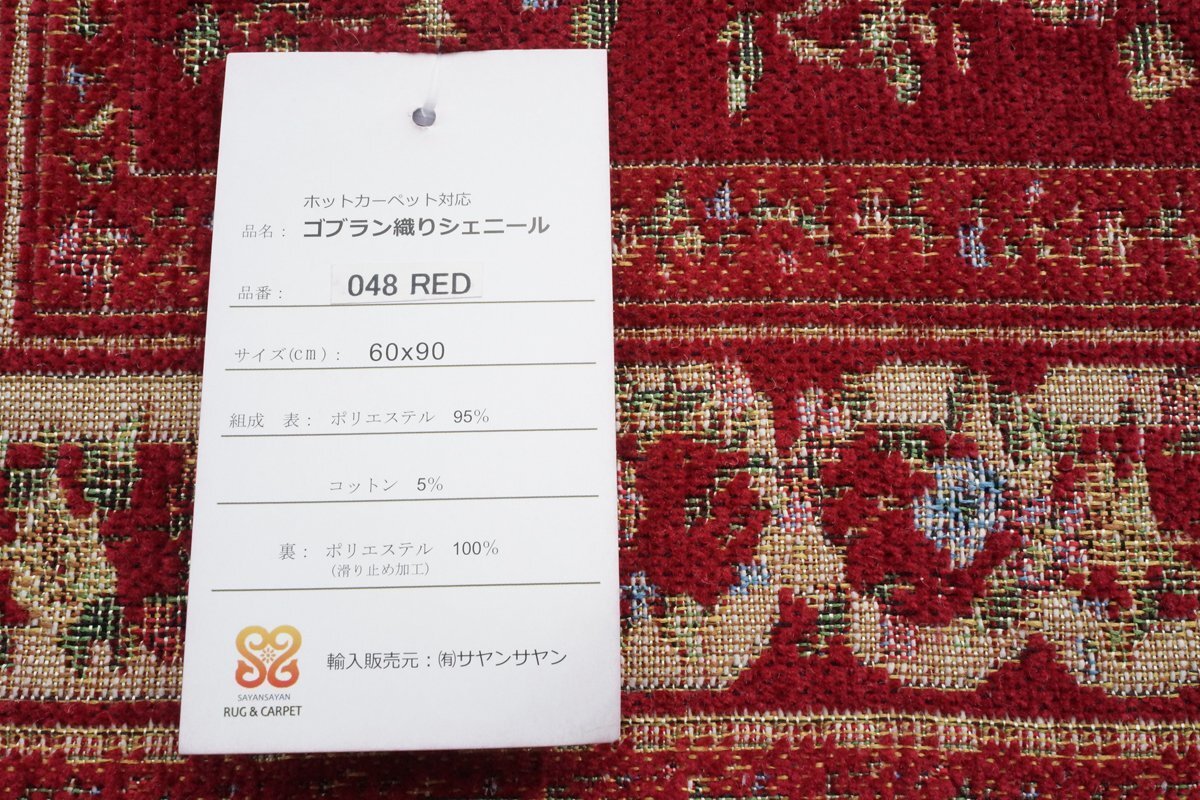 ホットカーペット対応
品名： ゴブラン織りシェニール
品番： 048 RED
サイズ(cm)： 60x90
組成 表： ポリエステル 95%
コットン 5%
裏： ポリエステル 100%
(滑り止め加工)
輸入販売元：㈲サヤンサヤン
SAYANSAYAN
RUG & CARPET